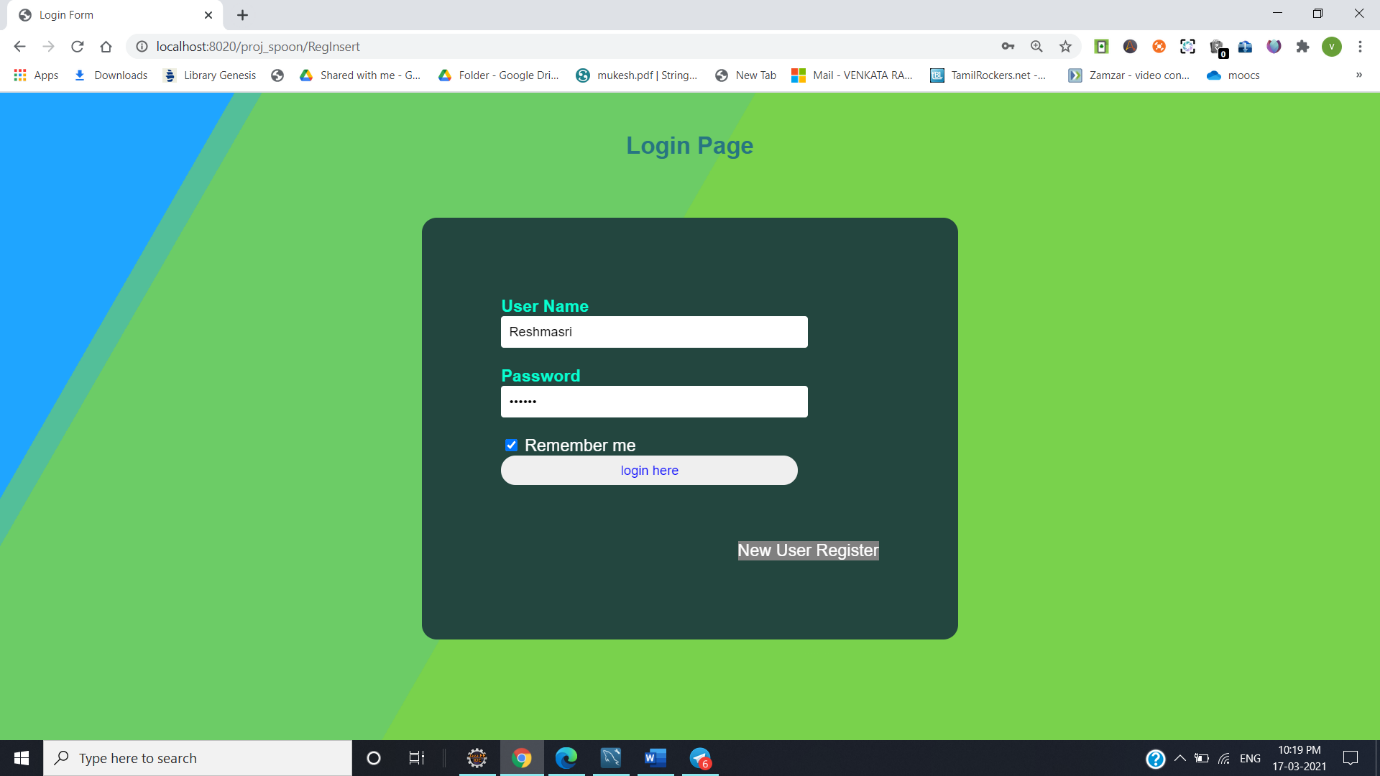 Login Form
localhost:8020/proj_spoon/RegInsert
0
V
Apps
Downloads
Library Genesis
Shared with me - G...
Folder - Google Dri...
mukesh.pdf | String...
New Tab
Mail - VENKATA RA...
TamilRockers.net -...
Zamzar - video con...
moocs
»
Login Page
User Name
Reshmasri
Password
••••••
Remember me
login here
New User Register
Type here to search
6
ENG
10:19 PM
17-03-2021